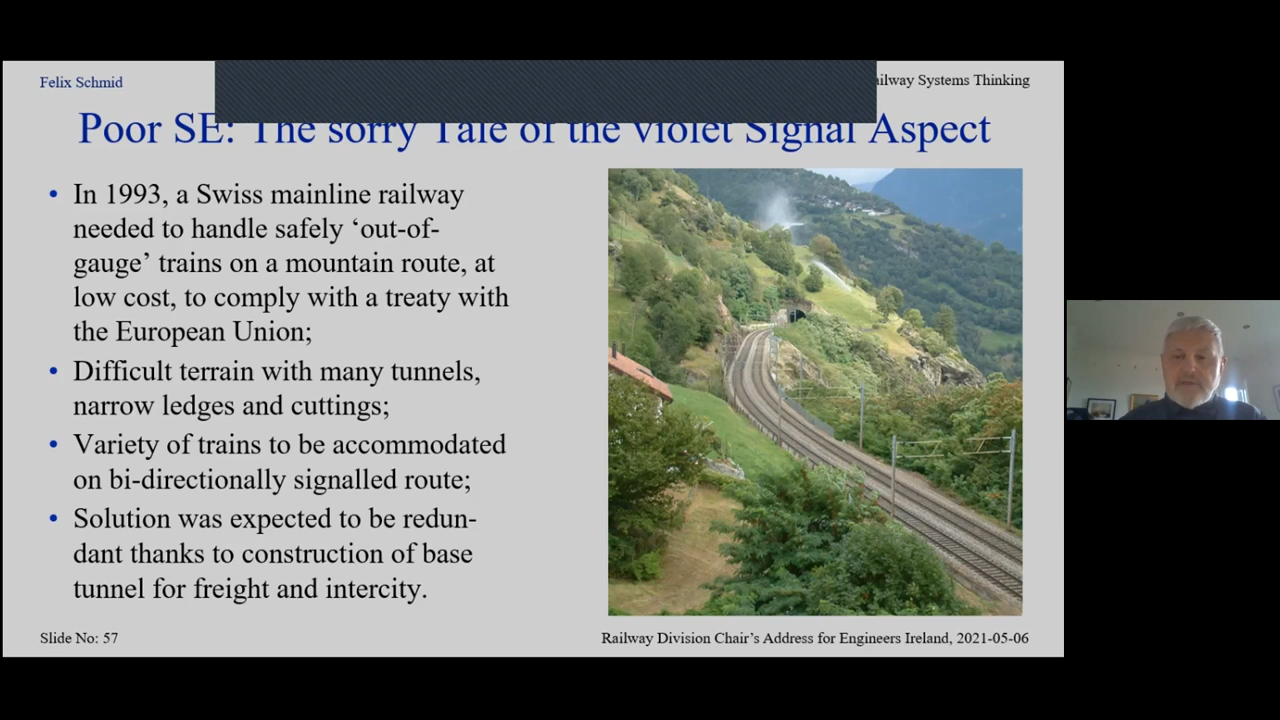 Felix Schmid
ailway Systems Thinking
Poor SE: The sorry Tale of the violet Signal Aspect
• In 1993, a Swiss mainline railway
needed to handle safely ‘out-of-
gauge’ trains on a mountain route, at
low cost, to comply with a treaty with
the European Union;
• Difficult terrain with many tunnels,
narrow ledges and cuttings;
• Variety of trains to be accommodated
on bi-directionally signalled route;
• Solution was expected to be redun-
dant thanks to construction of base
tunnel for freight and intercity.
Slide No: 57
Railway Division Chair’s Address for Engineers Ireland, 2021-05-06